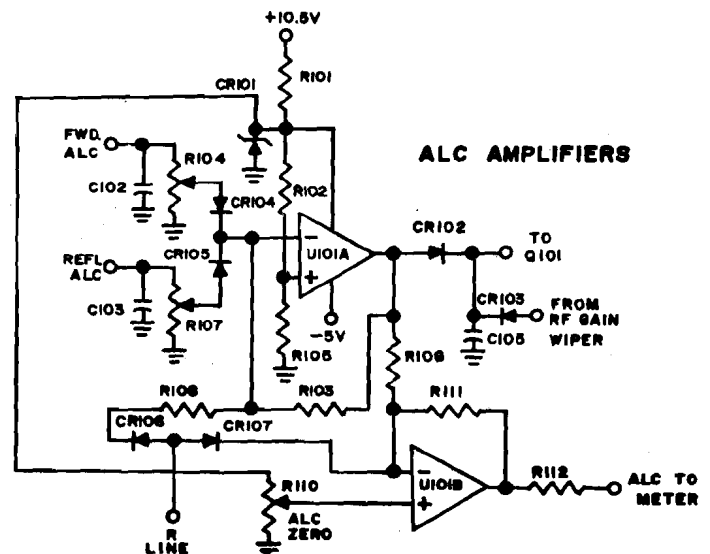 +10.5V
R101
CR101
FWD.
ALC
R104
C102
R102
ALC AMPLIFIERS
CR104
CR105
U101A
CR102
TO
Q101
REFL
ALC
C103
R107
R105
-5V
CR103
FROM
RF GAIN
WIPER
C105
R108
R103
R109
R111
CR106
CR107
R110
ALC
ZERO
U101B
R112
ALC TO
METER
R
LINE